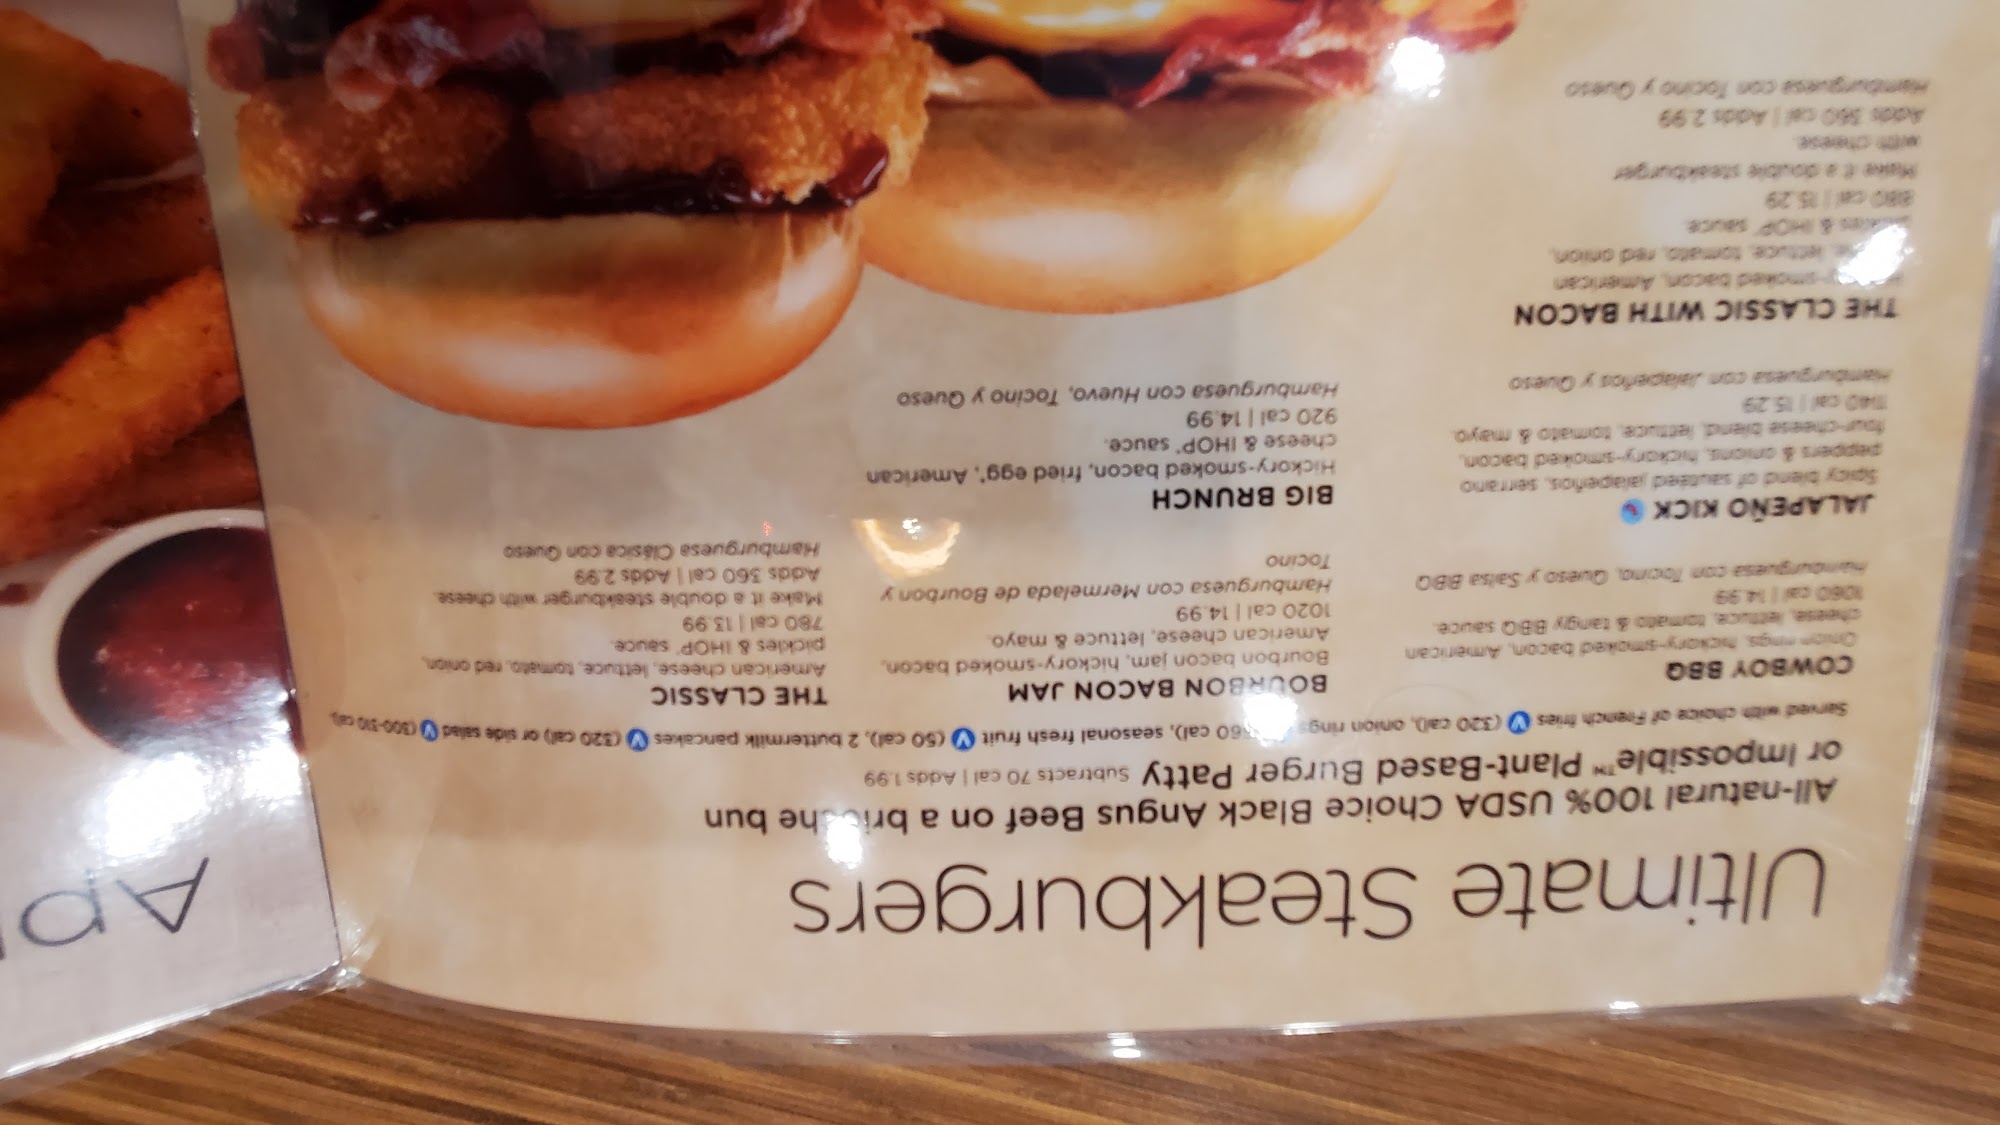 Ultimate Steakburgers
All-natural 100% USDA Choice Black Angus Beef on a brioche bun
or Impossible™ Plant-Based Burger Patty Subtracts 70 cal | Adds 1.99
Served with choice of French fries V (320 cal), onion rings 60 cal), seasonal fresh fruit V (50 cal), 2 buttermilk pancakes V (320 cal) or side salad V (300-310 cal).
COWBOY BBQ
Onion rings, hickory-smoked bacon, American
cheese, lettuce, tomato & tangy BBQ sauce.
1060 cal | 14.99
Hamburguesa con Tocino, Queso y Salsa BBQ
JALAPEÑO KICK
Spicy blend of sautéed jalapeños, serrano
peppers & onions, hickory-smoked bacon,
four-cheese blend, lettuce, tomato & mayo.
1140 cal | 15.29
Hamburguesa con Jalapeños y Queso
THE CLASSIC WITH BACON
smoked bacon, American
lettuce, tomato, red onion,
pickles & IHOP® sauce.
880 cal | 15.29
Make it a double steakburger
with cheese.
Adds 360 cal | Adds 2.99
Hamburguesa con Tocino y Queso
BOURBON BACON JAM
Bourbon bacon jam, hickory-smoked bacon,
American cheese, lettuce & mayo.
1020 cal | 14.99
Hamburguesa con Mermelada de Bourbon y
Tocino
BIG BRUNCH
Hickory-smoked bacon, fried egg*, American
cheese & IHOP® sauce.
920 cal | 14.99
Hamburguesa con Huevo, Tocino y Queso
THE CLASSIC
American cheese, lettuce, tomato, red onion,
pickles & IHOP® sauce.
780 cal | 13.99
Make it a double steakburger with cheese.
Adds 360 cal | Adds 2.99
Hamburguesa Clásica con Queso
Ap